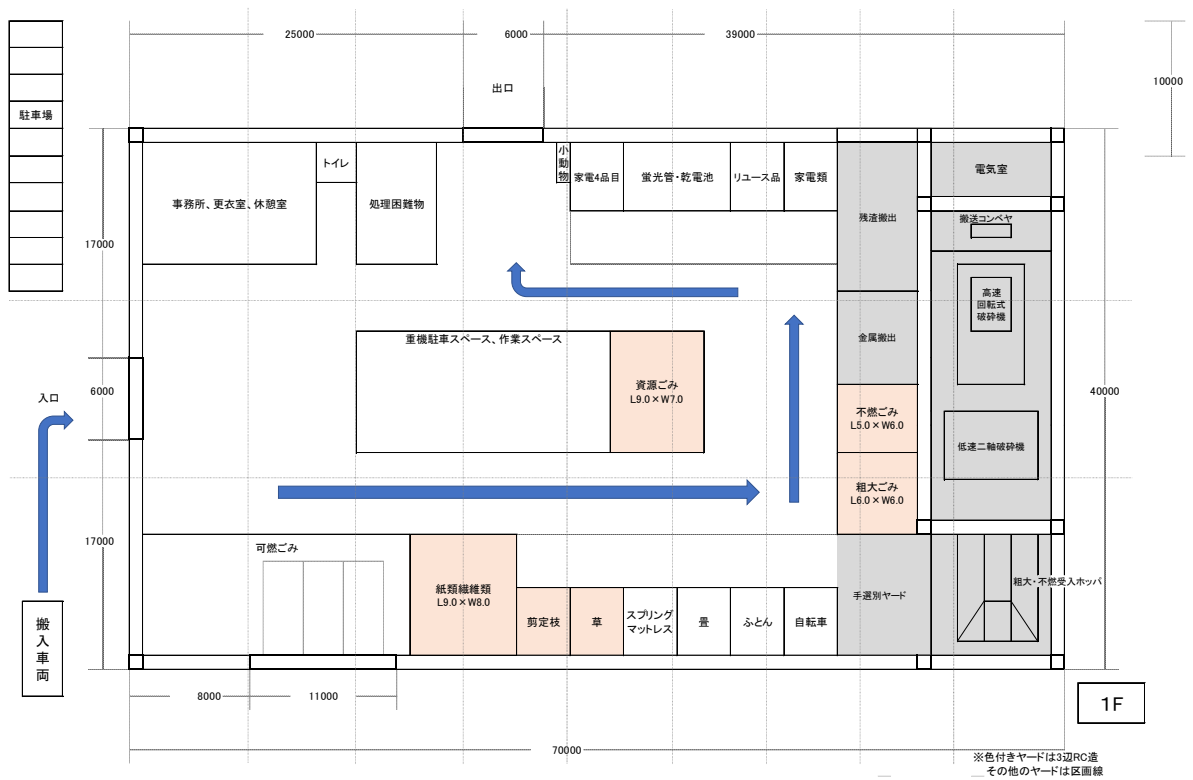 25000
6000
39000
10000
駐車場
出口
トイレ
小動物
家電4品目
蛍光管・乾電池
リユース品
家電類
電気室
事務所、更衣室、休憩室
処理困難物
残渣搬出
搬送コンベヤ
17000
高速
回転式
破砕機
重機駐車スペース、作業スペース
金属搬出
入口
6000
資源ごみ
L9.0×W7.0
40000
不燃ごみ
L5.0×W6.0
低速二軸破砕機
粗大ごみ
L6.0×W6.0
17000
可燃ごみ
紙類繊維類
L9.0×W8.0
粗大・不燃受入ホッパ
手選別ヤード
剪定枝
草
スプリング
マットレス
畳
ふとん
自転車
搬入車両
8000
11000
1F
70000
※色付きヤードは3辺RC造
その他のヤードは区画線